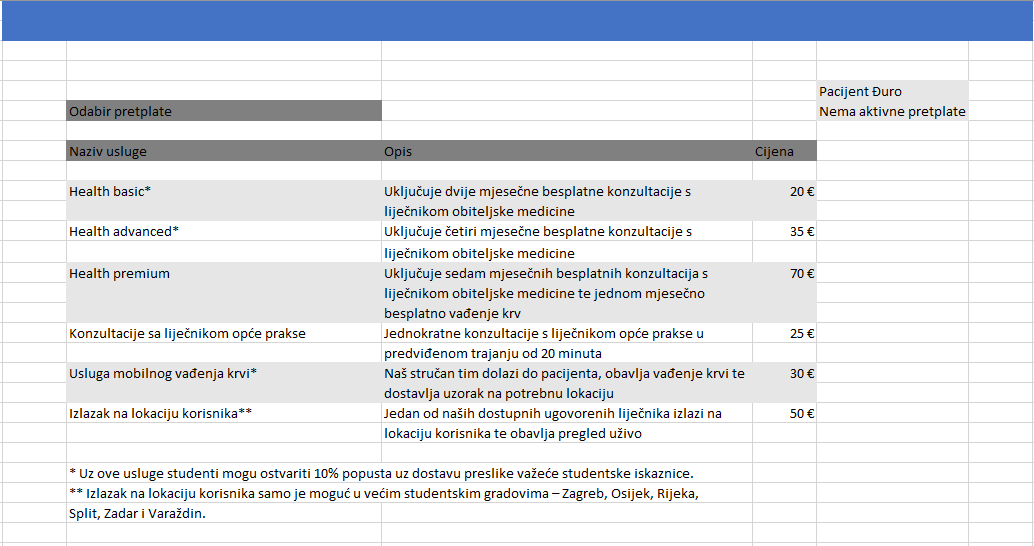 Pacijent Đuro
Odabir pretplate
Nema aktivne pretplate
Naziv usluge Opis Cijena
Health basic* Uključuje dvije mjesečne besplatne konzultacije s 20 €
liječnikom obiteljske medicine
Health advanced* Uključuje četiri mjesečne besplatne konzultacije s 35 €
liječnikom obiteljske medicine
Health premium Uključuje sedam mjesečnih besplatnih konzultacija s 70 €
liječnikom obiteljske medicine te jednom mjesečno
besplatno vađenje krv
Konzultacije sa liječnikom opće prakse Jednokratne konzultacije s liječnikom opće prakse u 25 €
predviđenom trajanju od 20 minuta
Usluga mobilnog vađenja krvi* Naš stručan tim dolazi do pacijenta, obavlja vađenje krvi te 30 €
dostavlja uzorak na potrebnu lokaciju
Izlazak na lokaciju korisnika** Jedan od naših dostupnih ugovorenih liječnika izlazi na 50 €
lokaciju korisnika te obavlja pregled uživo
* Uz ove usluge studenti mogu ostvariti 10% popusta uz dostavu preslike važeće studentske iskaznice.
** Izlazak na lokaciju korisnika samo je moguć u većim studentskim gradovima – Zagreb, Osijek, Rijeka,
Split, Zadar i Varaždin.